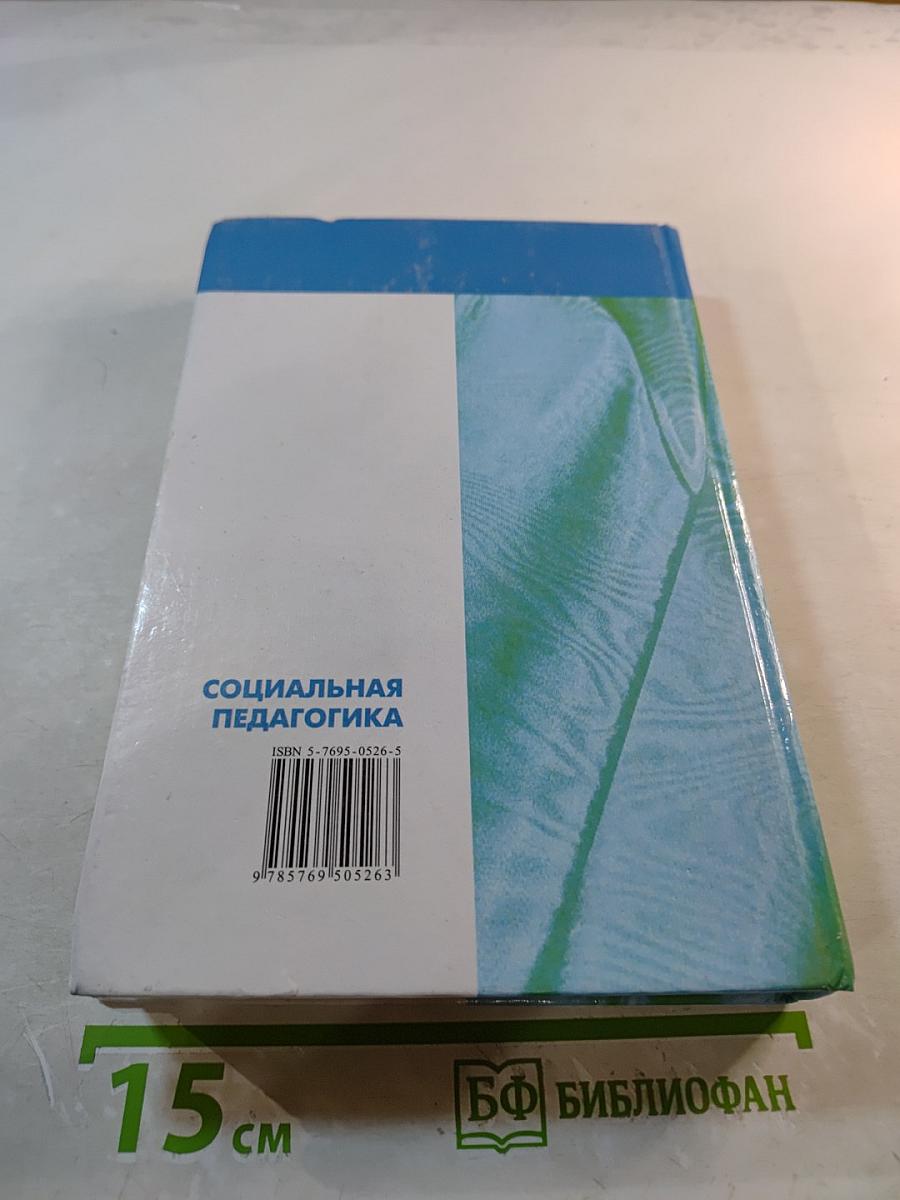 СОЦИАЛЬНАЯ
ПЕДАГОГИКА
ISBN 5-7695-0526-5
9 785769 505263
15 см
БФ БИБЛИОФАН